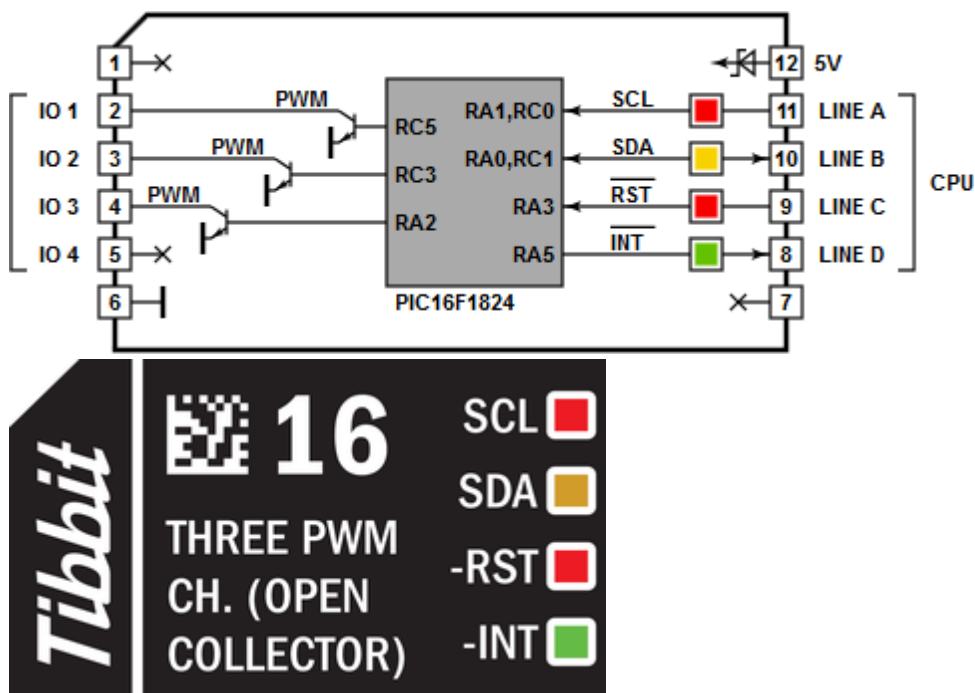 1
12 5V
IO 1 2 PWM RC5 RA1,RC0 SCL 11 LINE A
IO 2 3 PWM RC3 RA0,RC1 SDA 10 LINE B
CPU
IO 3 4 PWM RA2 RA3 RST 9 LINE C
IO 4 5 RA5 INT 8 LINE D
6 7
PIC16F1824
Tibbit
16
THREE PWM
CH. (OPEN
COLLECTOR)
SCL
SDA
-RST
-INT